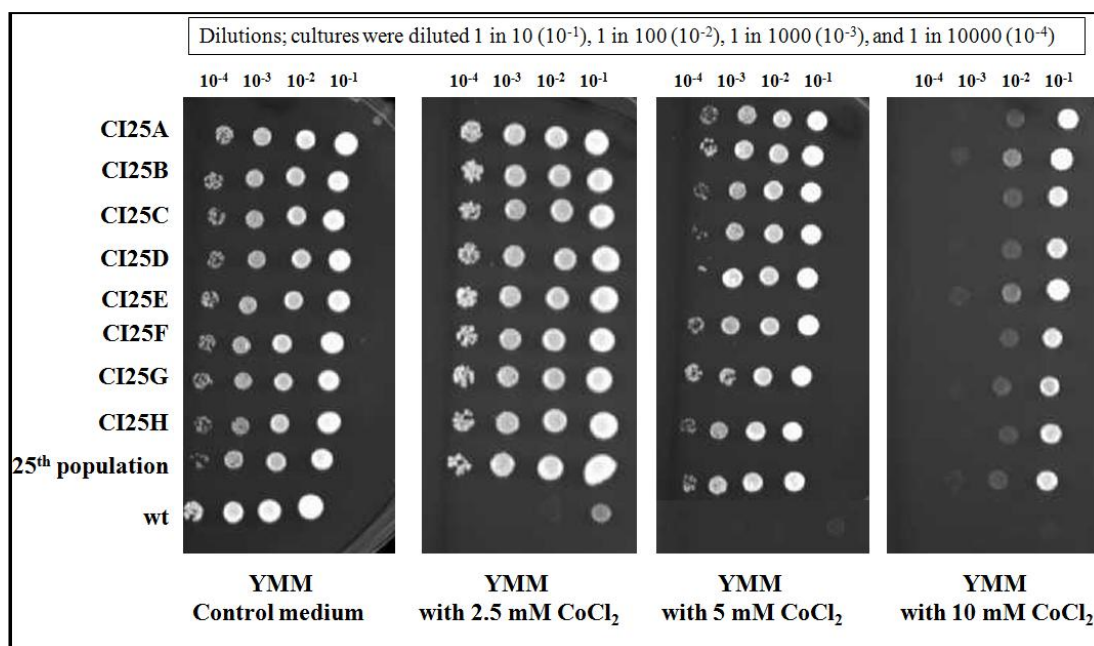 Dilutions; cultures were diluted 1 in 10 (10⁻¹), 1 in 100 (10⁻²), 1 in 1000 (10⁻³), and 1 in 10000 (10⁻⁴)
10⁻⁴ 10⁻³ 10⁻² 10⁻¹ 10⁻⁴ 10⁻³ 10⁻² 10⁻¹ 10⁻⁴ 10⁻³ 10⁻² 10⁻¹ 10⁻⁴ 10⁻³ 10⁻² 10⁻¹
CI25A
CI25B
CI25C
CI25D
CI25E
CI25F
CI25G
CI25H
25ᵗʰ population
wt
YMM
Control medium
YMM
with 2.5 mM CoCl₂
YMM
with 5 mM CoCl₂
YMM
with 10 mM CoCl₂